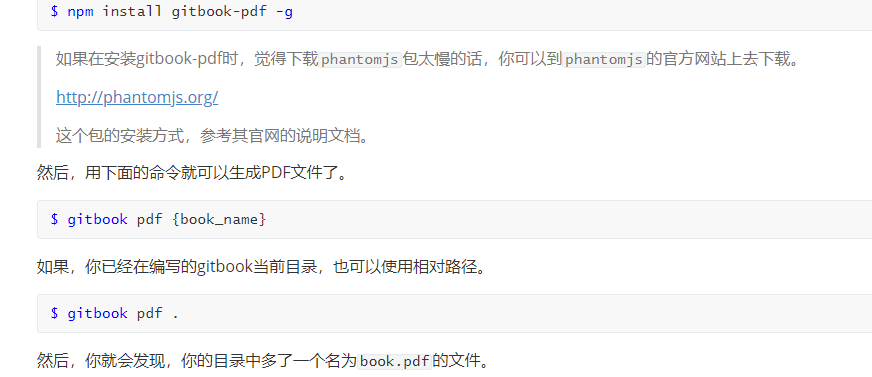 $ npm install gitbook-pdf -g
如果在安装gitbook-pdf时，觉得下载phantomjs包太慢的话，你可以到phantomjs的官方网站上去下载。
http://phantomjs.org/
这个包的安装方式，参考其官网的说明文档。
然后，用下面的命令就可以生成PDF文件了。
$ gitbook pdf {book_name}
如果，你已经在编写的gitbook当前目录，也可以使用相对路径。
$ gitbook pdf .
然后，你就会发现，你的目录中多了一个名为book.pdf的文件。